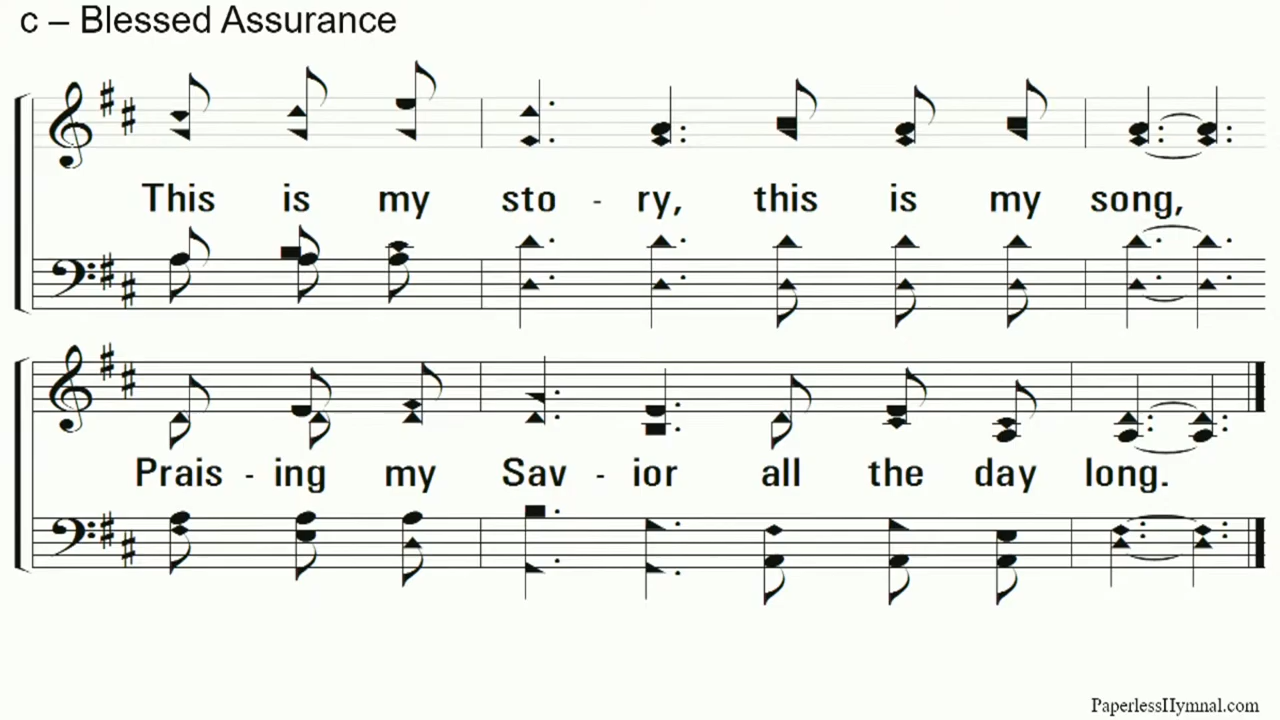 c – Blessed Assurance
This is my sto - ry, this is my song,
Prais - ing my Sav - ior all the day long.
PaperlessHymnal.com